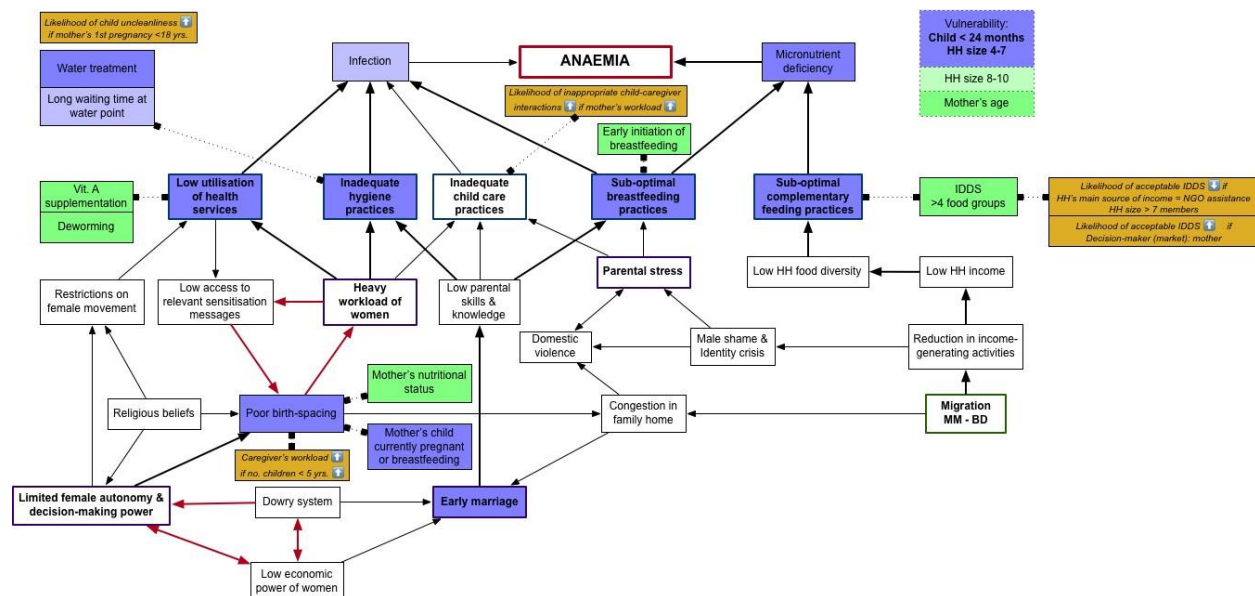 Likelihood of child uncleanliness ⬆
if mother's 1st pregnancy <18 yrs.
Water treatment
Long waiting time at
water point
Infection
ANAEMIA
Micronutrient
deficiency
Vulnerability:
Child < 24 months
HH size 4-7
HH size 8-10
Mother's age
Likelihood of inappropriate child-caregiver
interactions ⬆ if mother's workload ⬆
Early initiation of
breastfeeding
Vit. A
supplementation
Deworming
Low utilisation
of health
services
Inadequate
hygiene
practices
Inadequate
child care
practices
Sub-optimal
breastfeeding
practices
Sub-optimal
complementary
feeding practices
IDDS
>4 food groups
Likelihood of acceptable IDDS ⬇ if
HH's main source of income = NGO assistance
HH size > 7 members
Likelihood of acceptable IDDS ⬆ if
Decision-maker (market): mother
Restrictions on
female movement
Low access to
relevant sensitisation
messages
Heavy
workload of
women
Low parental
skills &
knowledge
Parental stress
Low HH food diversity
Low HH income
Domestic
violence
Male shame &
Identity crisis
Reduction in income-
generating activities
Mother's nutritional
status
Religious beliefs
Poor birth-spacing
Mother's child
currently pregnant
or breastfeeding
Congestion in
family home
Migration
MM - BD
Caregiver's workload ⬆
if no. children < 5 yrs. ⬆
Limited female autonomy &
decision-making power
Dowry system
Early marriage
Low economic
power of women